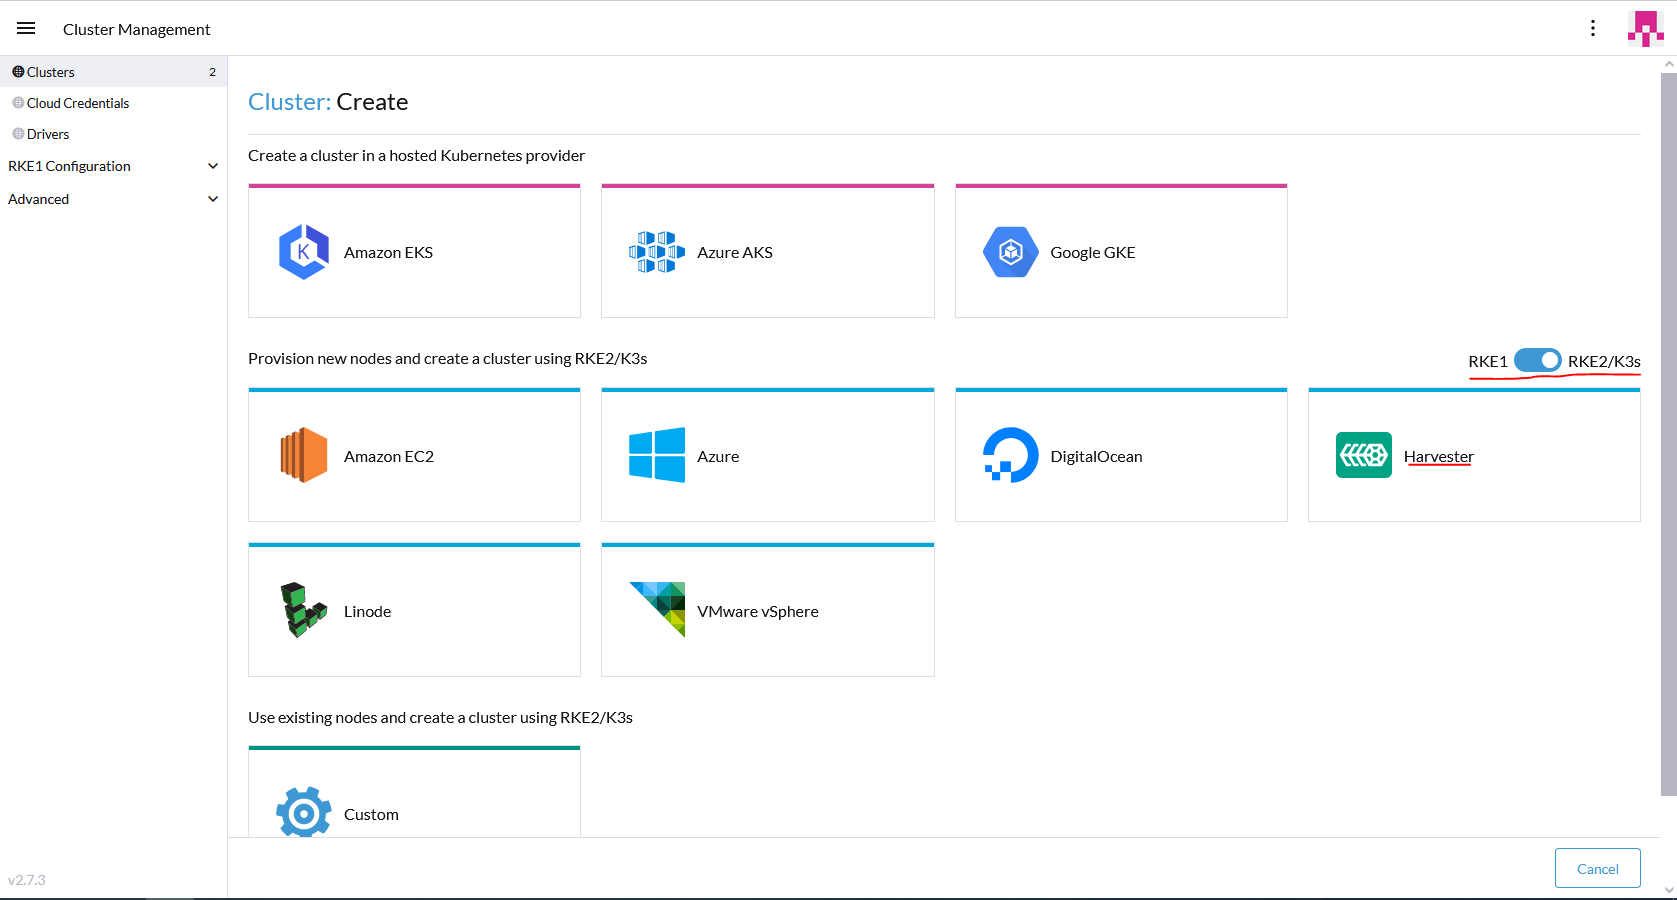 Cluster Management
Clusters 2
Cloud Credentials
Drivers
RKE1 Configuration
Advanced
Cluster: Create
Create a cluster in a hosted Kubernetes provider
K Amazon EKS
Azure AKS
Google GKE
Provision new nodes and create a cluster using RKE2/K3s
RKE1 RKE2/K3s
Amazon EC2
Azure
DigitalOcean
Harvester
Linode
VMware vSphere
Use existing nodes and create a cluster using RKE2/K3s
Custom
Cancel
v2.7.3